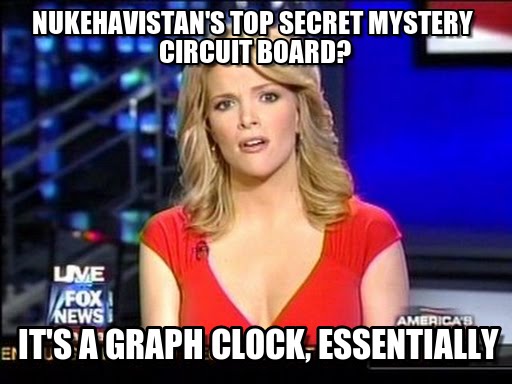 NUKEHAVISTAN'S TOP SECRET MYSTERY
CIRCUIT BOARD?
LIVE
FOX
NEWS
AMERICA'S
IT'S A GRAPH CLOCK, ESSENTIALLY